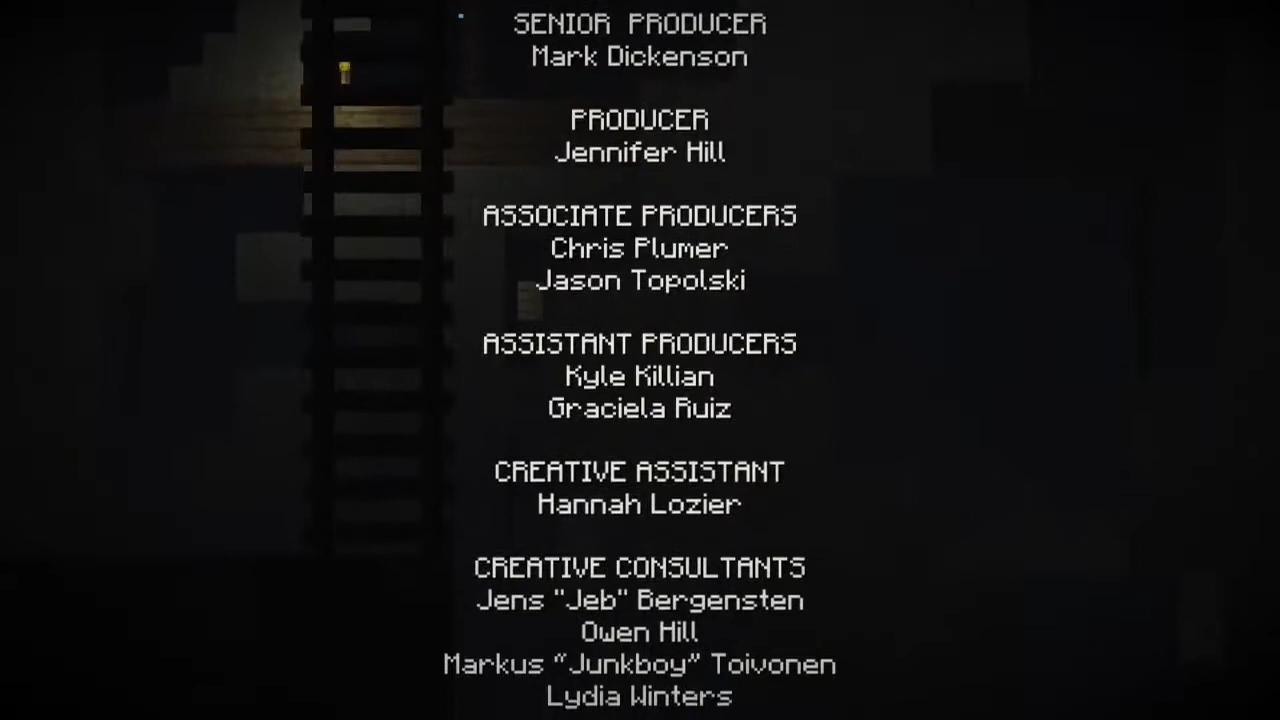 SENIOR PRODUCER
Mark Dickenson
PRODUCER
Jennifer Hill
ASSOCIATE PRODUCERS
Chris Plumer
Jason Topolski
ASSISTANT PRODUCERS
Kyle Killian
Graciela Ruiz
CREATIVE ASSISTANT
Hannah Lozier
CREATIVE CONSULTANTS
Jens "Jeb" Bergensten
Owen Hill
Markus “Junkboy” Toivonen
Lydia Winters